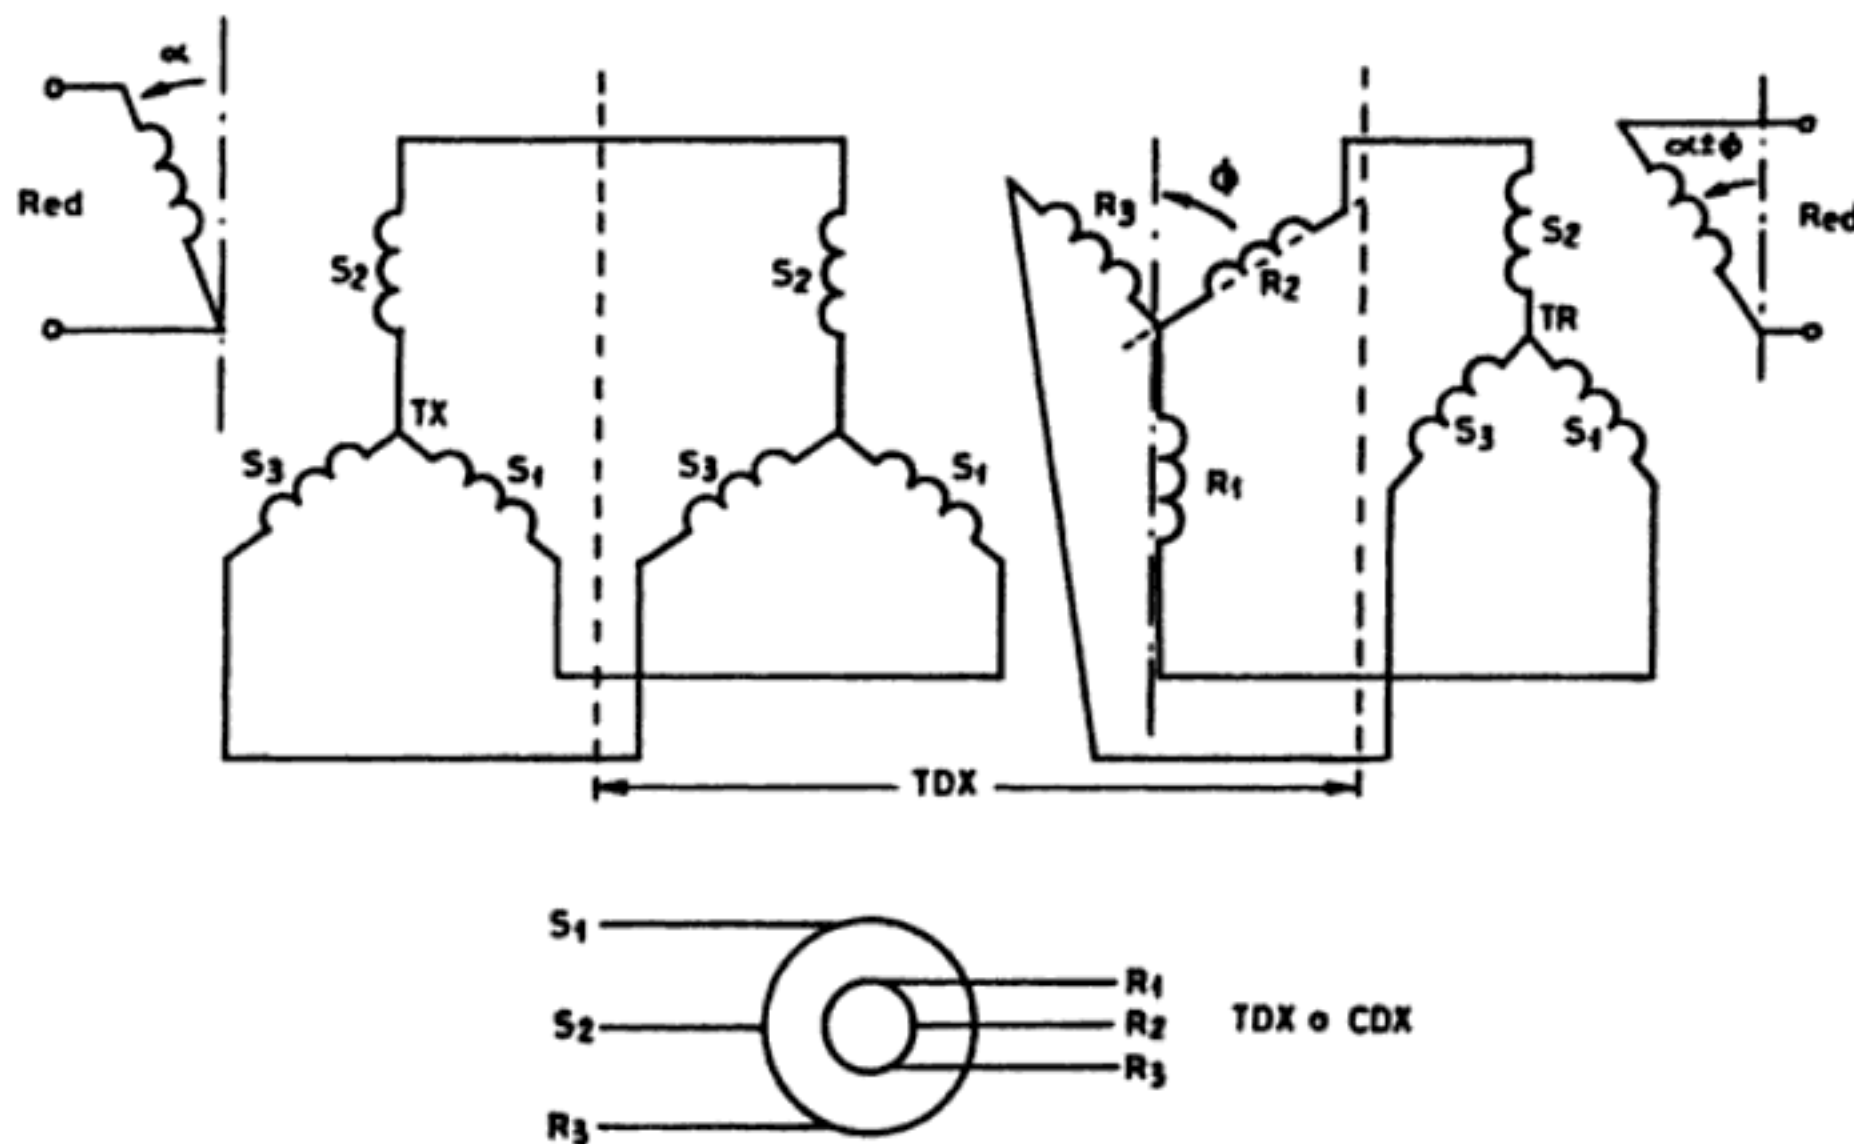 α
Red
S2
TX
S3
S1
S2
S3
S1
R3
Φ
R2
R1
TDX
S2
TR
S3
S1
α±Φ
Red
S1
S2
R3
R1
R2
R3
TDX o CDX